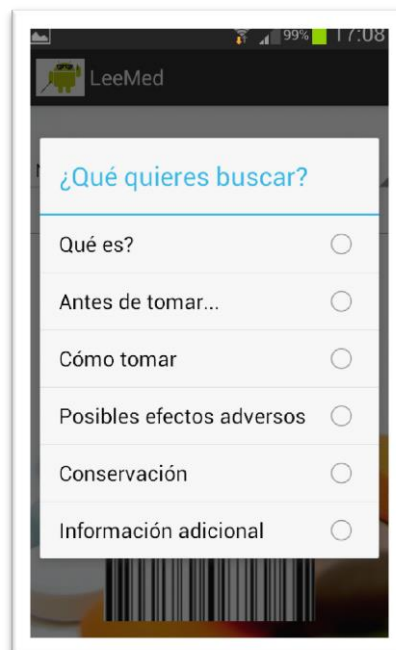 99% 17:08
LeeMed
¿Qué quieres buscar?
Qué es?
Antes de tomar...
Cómo tomar
Posibles efectos adversos
Conservación
Información adicional